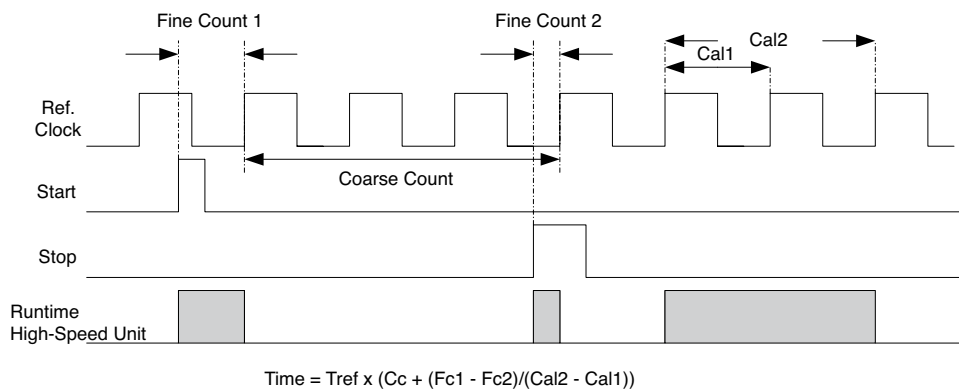 Fine Count 1
Fine Count 2
Cal2
Cal1
Ref.
Clock
Coarse Count
Start
Stop
Runtime
High-Speed Unit
Time = Tref x (Cc + (Fc1 - Fc2)/(Cal2 - Cal1))